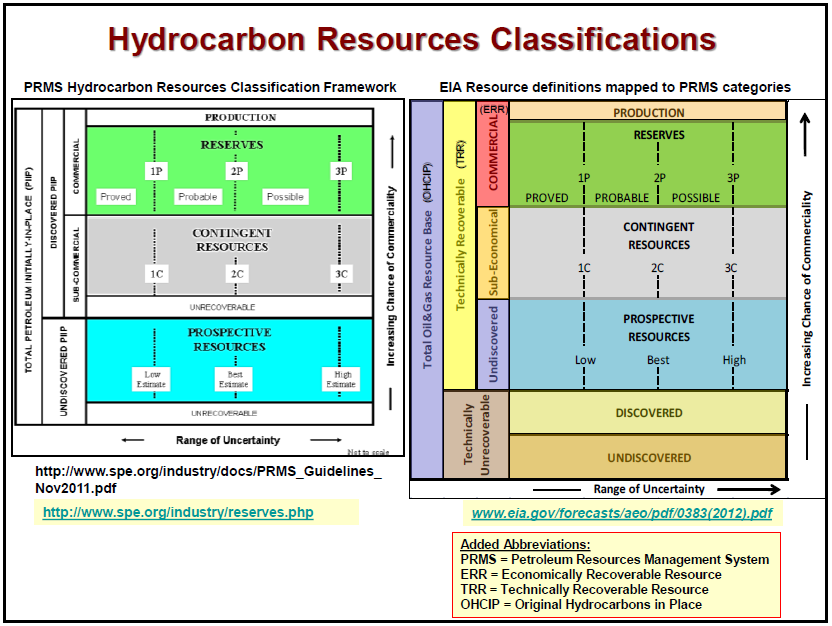 Hydrocarbon Resources Classifications
PRMS Hydrocarbon Resources Classification Framework
TOTAL PETROLEUM INITIALLY-IN-PLACE (PIIP)
DISCOVERED PIIP
UNDISCOVERED PIIP
COMMERCIAL
SUB-COMMERCIAL
PRODUCTION
RESERVES
1P 2P 3P
Proved Probable Possible
CONTINGENT
RESOURCES
1C 2C 3C
UNRECOVERABLE
PROSPECTIVE
RESOURCES
Low Best High
Estimate Estimate Estimate
UNRECOVERABLE
Increasing Chance of Commerciality
Range of Uncertainty
Not to scale
http://www.spe.org/industry/docs/PRMS_Guidelines_
Nov2011.pdf
http://www.spe.org/industry/reserves.php
EIA Resource definitions mapped to PRMS categories
Total Oil&Gas Resource Base (OHCIP)
Technically Recoverable (TRR)
(ERR)
COMMERCIAL
Sub-Economical
Undiscovered
Technically
Unrecoverable
PRODUCTION
RESERVES
1P 2P 3P
PROVED PROBABLE POSSIBLE
CONTINGENT
RESOURCES
1C 2C 3C
PROSPECTIVE
RESOURCES
Low Best High
DISCOVERED
UNDISCOVERED
Increasing Chance of Commerciality
Range of Uncertainty
www.eia.gov/forecasts/aeo/pdf/0383(2012).pdf
Added Abbreviations:
PRMS = Petroleum Resources Management System
ERR = Economically Recoverable Resource
TRR = Technically Recoverable Resource
OHCIP = Original Hydrocarbons in Place